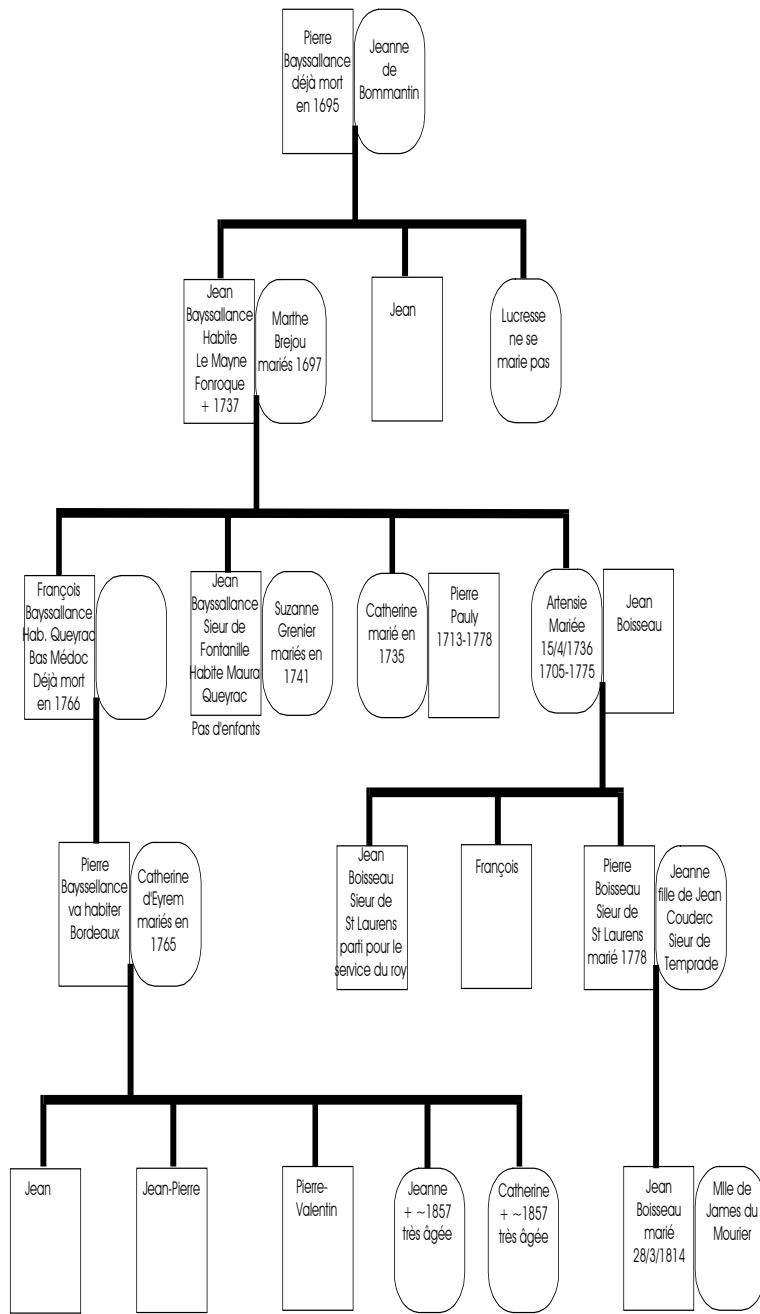 Pierre
Bayssallance
déjà mort
en 1695
Jeanne
de
Bommantin
Jean
Bayssallance
Habite
Le Mayne
Fonroque
+ 1737
Marthe
Brejou
mariés 1697
Jean
Lucresse
ne se
marie pas
François
Bayssallance
Hab. Queyrac
Bas Médoc
Déjà mort
en 1766
Jean
Bayssallance
Sieur de
Fontanille
Habite Maura
Queyrac
Pas d'enfants
Suzanne
Grenier
mariés en
1741
Catherine
marié en
1735
Pierre
Pauly
1713-1778
Artensie
Mariée
15/4/1736
1705-1775
Jean
Boisseau
Pierre
Bayssellance
va habiter
Bordeaux
Catherine
d'Eyrem
mariés en
1765
Jean
Boisseau
Sieur de
St Laurens
parti pour le
service du roy
François
Pierre
Boisseau
Sieur de
St Laurens
marié 1778
Jeanne
fille de Jean
Couderc
Sieur de
Temprade
Jean
Jean-Pierre
Pierre-
Valentin
Jeanne
+ ~1857
très âgée
Catherine
+ ~1857
très âgée
Jean
Boisseau
marié
28/3/1814
Mlle de
James du
Mourier